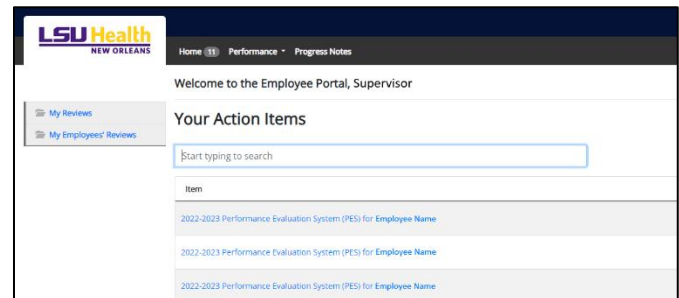 LSU Health
NEW ORLEANS
Home 11 Performance Progress Notes
Welcome to the Employee Portal, Supervisor
My Reviews
My Employees' Reviews
Your Action Items
Start typing to search
Item
2022-2023 Performance Evaluation System (PES) for Employee Name
2022-2023 Performance Evaluation System (PES) for Employee Name
2022-2023 Performance Evaluation System (PES) for Employee Name